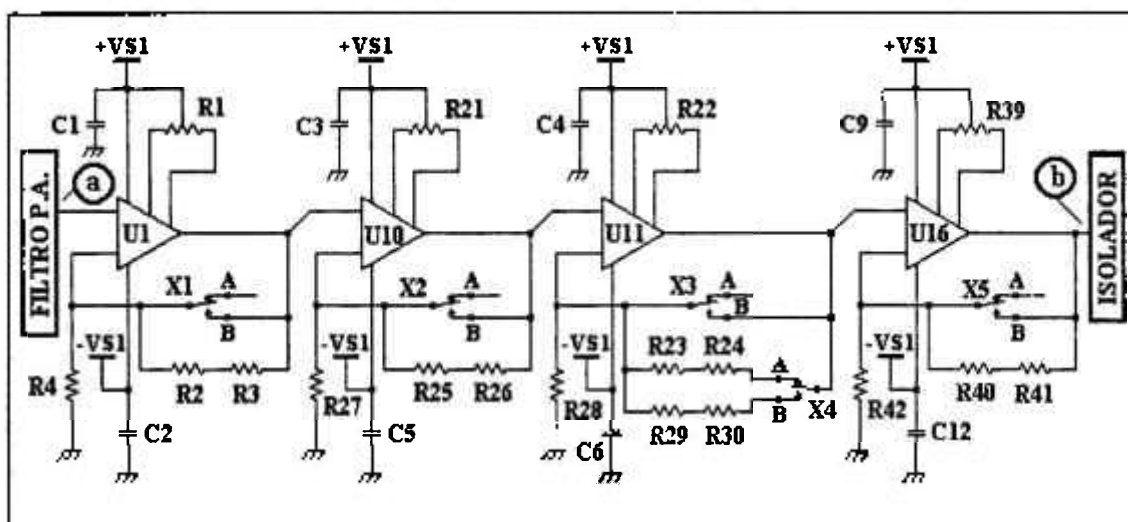 +VS1
+VS1
+VS1
+VS1
C1
R1
C3
R21
C4
R22
C9
R39
FILTRO P.A.
a
b
ISOLADOR
U1
U10
U11
U16
X1
A
B
X2
A
B
X3
A
B
X5
A
B
-VS1
-VS1
-VS1
-VS1
R4
R2
R3
R27
R25
R26
R28
R23
R24
A
B
X4
R29
R30
R42
R40
R41
C2
C5
C6
C12